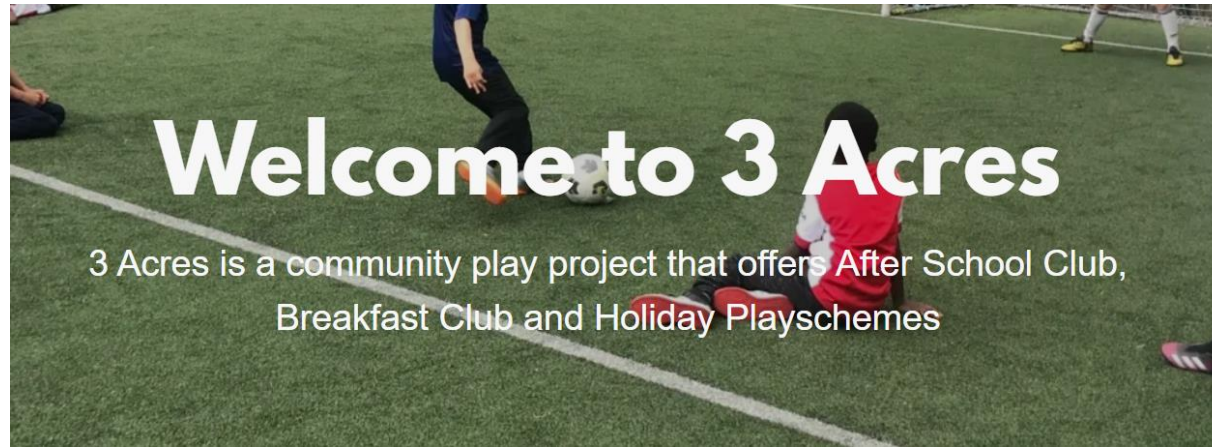 Welcome to 3 Acres
3 Acres is a community play project that offers After School Club,
Breakfast Club and Holiday Playschemes